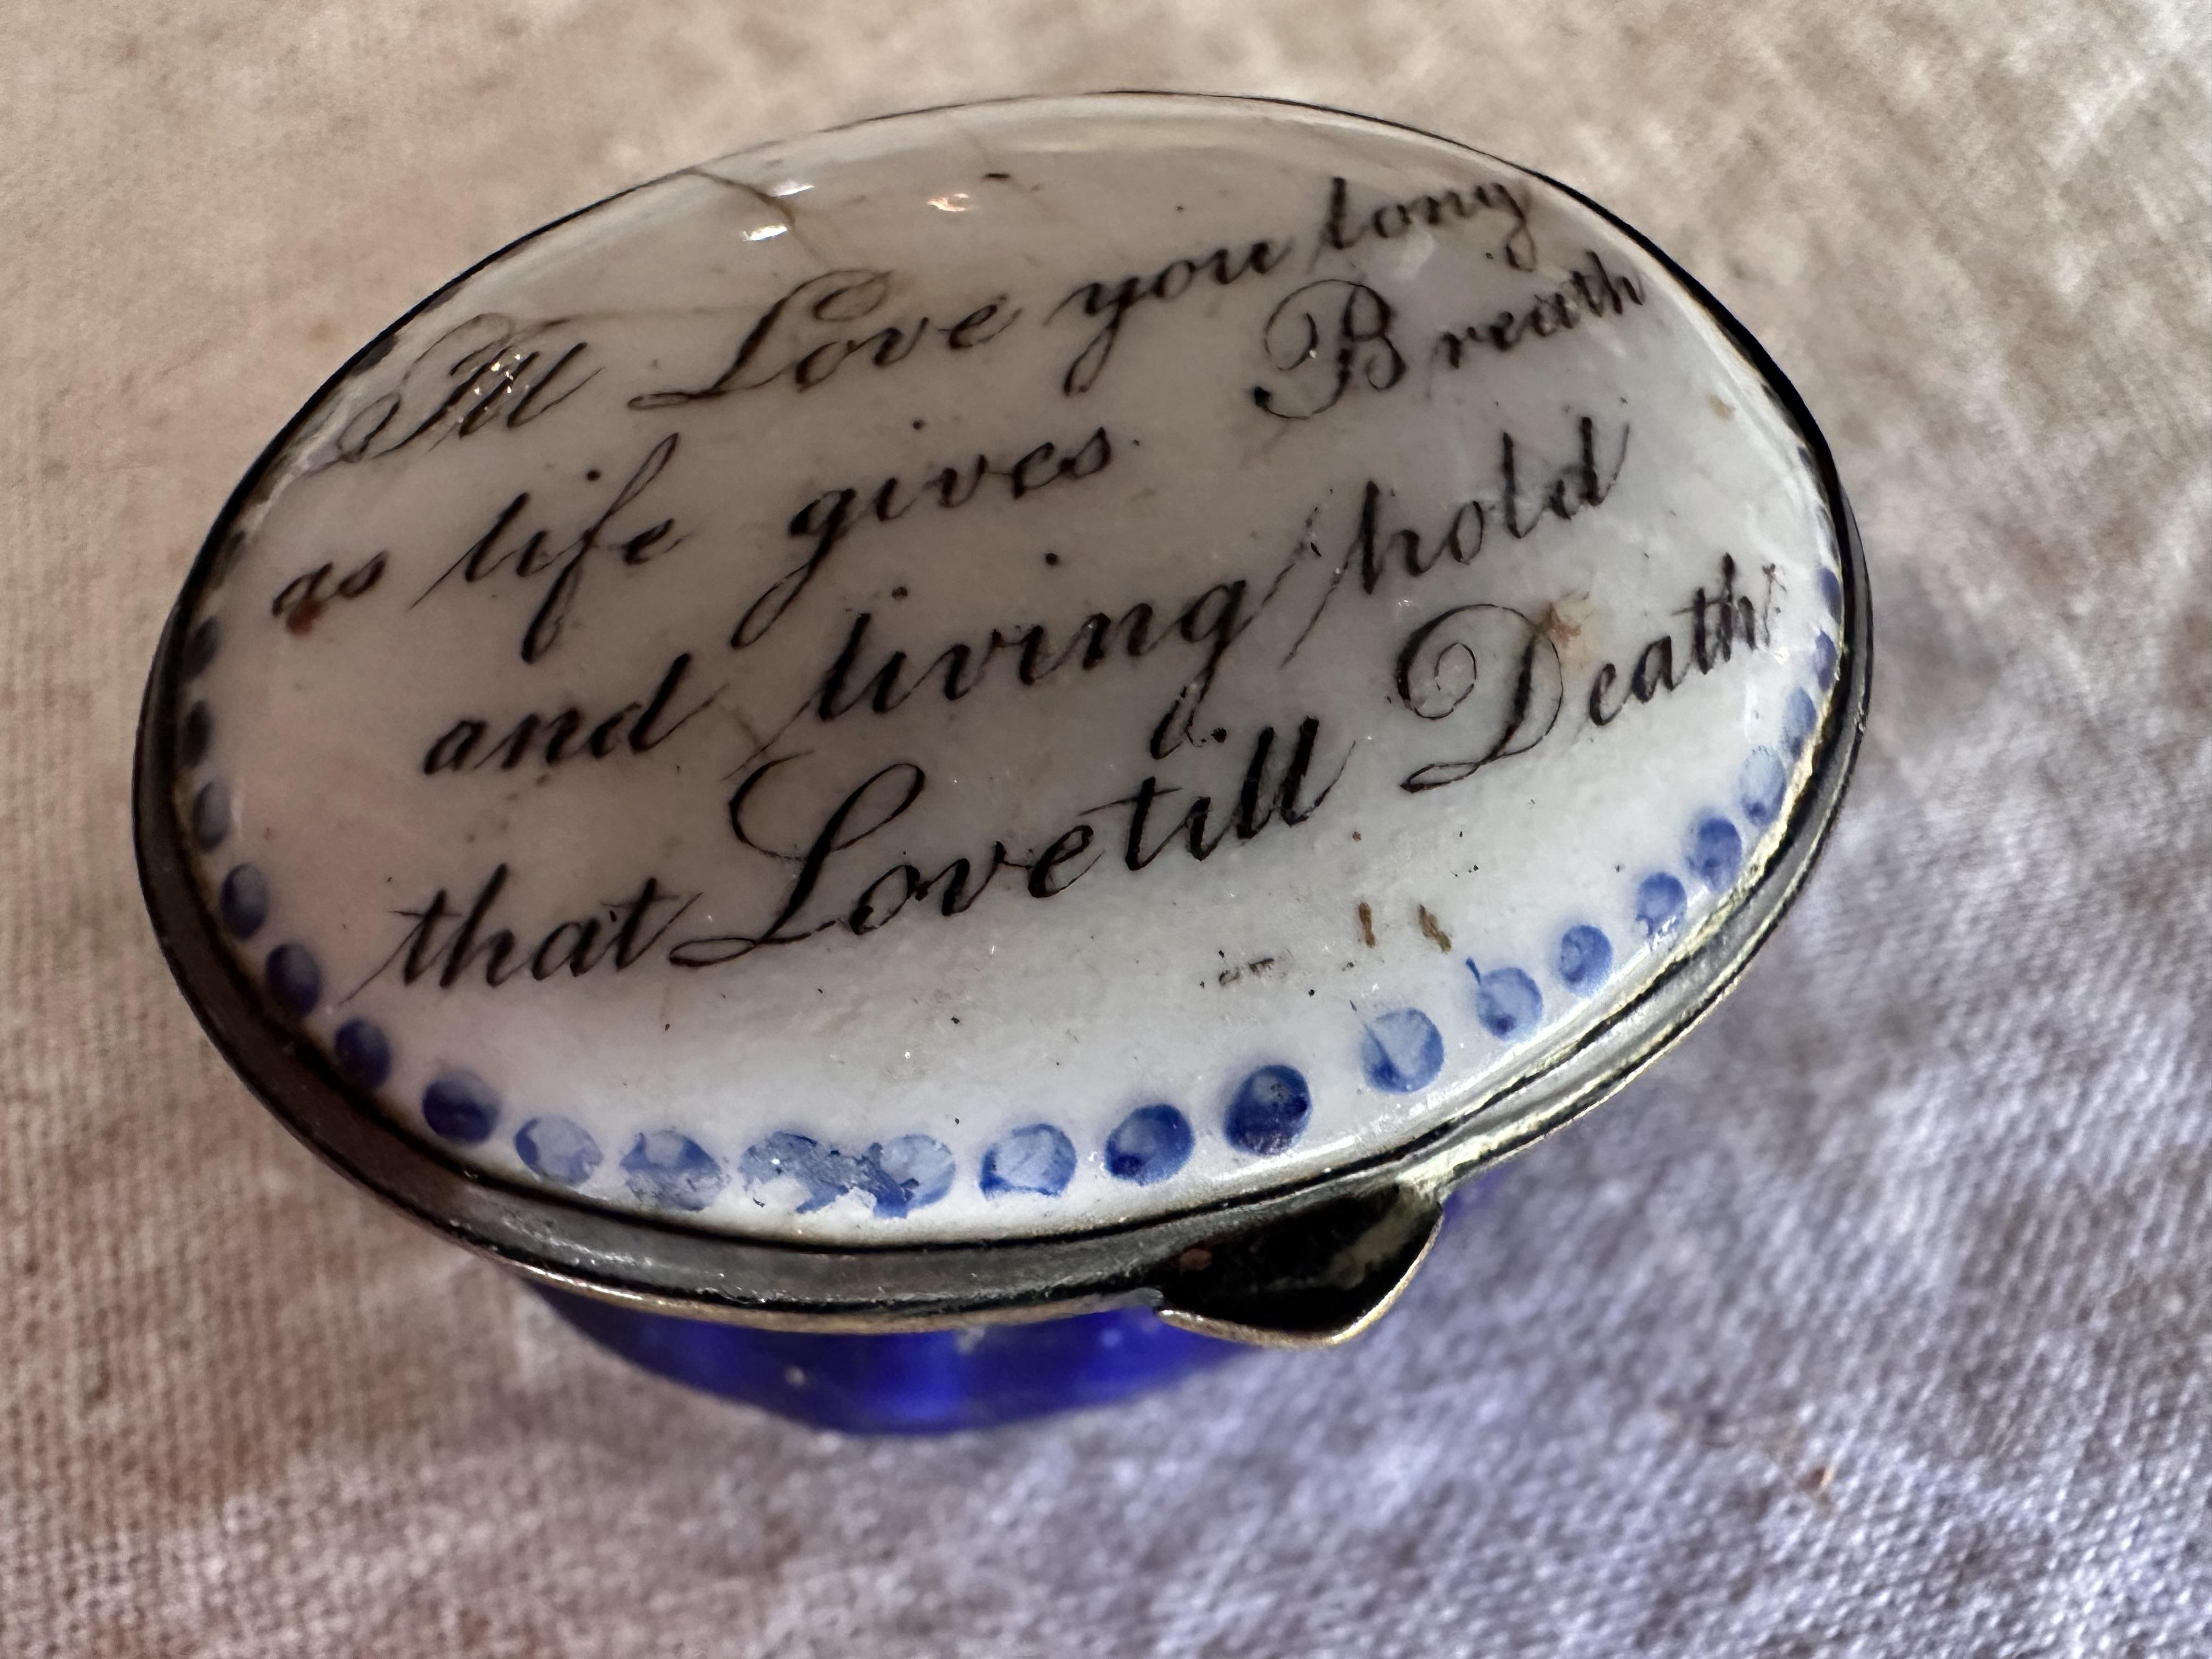 I'll Love you long
as life gives Breath
and living hold
that Love till Death